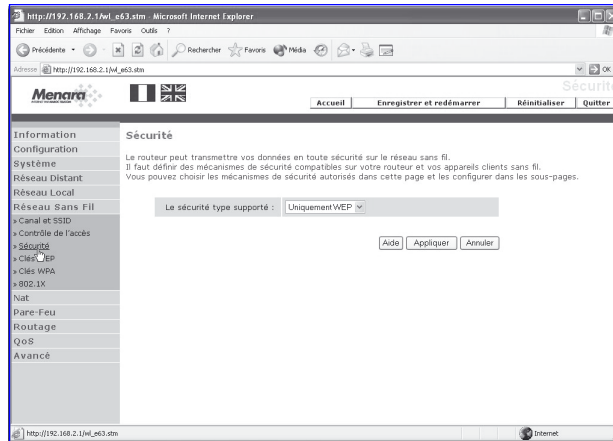 http://192.168.2.1/wl_e63.stm - Microsoft Internet Explorer
Fichier Edition Affichage Favoris Outils ?
Précédente Rechercher Favoris Média
Adresse http://192.168.2.1/wl_e63.stm OK
Menara
Sécurité
Accueil Enregistrer et redémarrer Réinitialiser Quitter
Information
Configuration
Système
Réseau Distant
Réseau Local
Réseau Sans Fil
» Canal et SSID
» Contrôle de l'accès
» Sécurité
» Clés WEP
» Clés WPA
» 802.1X
Nat
Pare-Feu
Routage
QoS
Avancé
Sécurité
Le routeur peut transmettre vos données en toute sécurité sur le réseau sans fil.
Il faut définir des mécanismes de sécurité compatibles sur votre routeur et vos appareils clients sans fil.
Vous pouvez choisir les mécanismes de sécurité autorisés dans cette page et les configurer dans les sous-pages.
Le sécurité type supporté : Uniquement WEP
Aide Appliquer Annuler
http://192.168.2.1/wl_e63.stm Internet